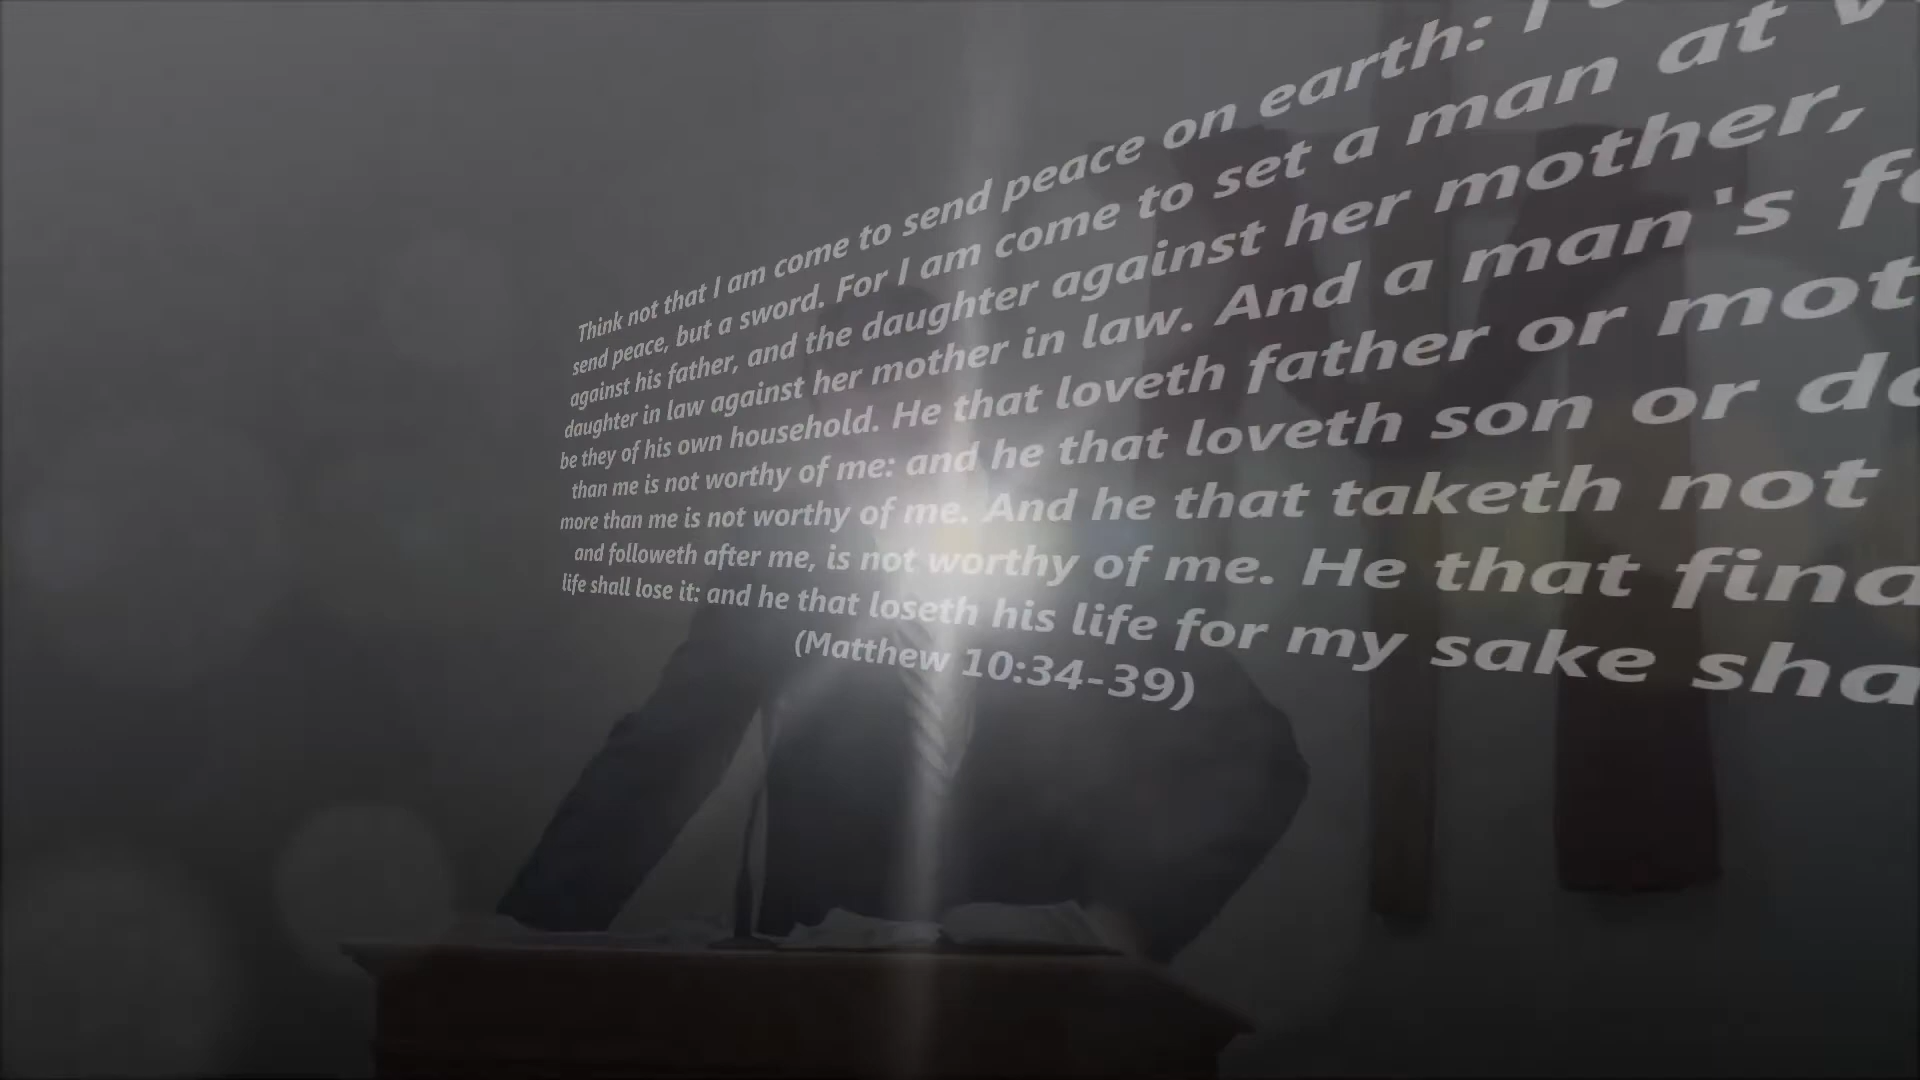 Think not that I am come to send peace on earth: I
send peace, but a sword. For I am come to set a man at
against his father, and the daughter against her mother,
daughter in law against her mother in law. And a man's
be they of his own household. He that loveth father or
than me is not worthy of me: and he that loveth son or
more than me is not worthy of me. And he that taketh not
and followeth after me, is not worthy of me. He that
life shall lose it: and he that loseth his life for my sake
(Matthew 10:34-39)